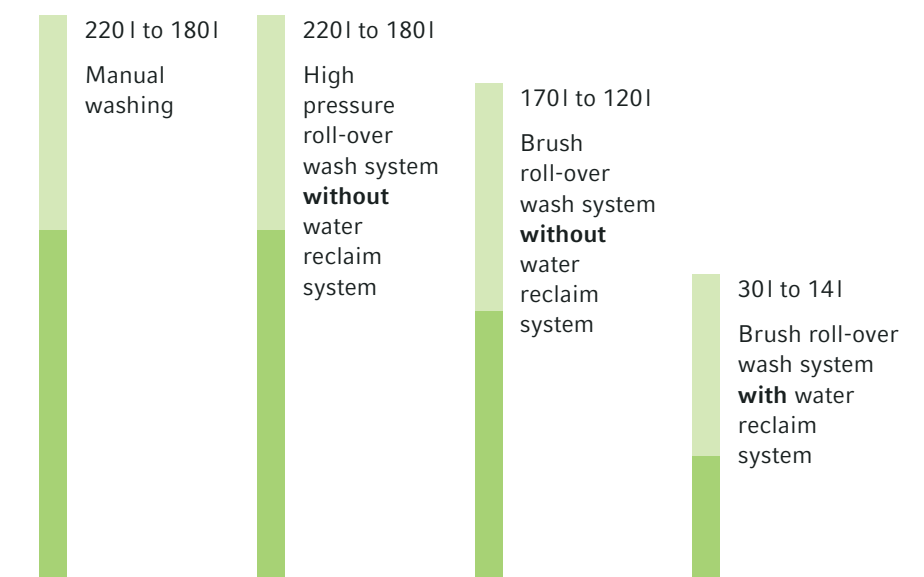 220 l to 180 l
Manual
washing
220 l to 180 l
High
pressure
roll-over
wash system
without
water
reclaim
system
170 l to 120 l
Brush
roll-over
wash system
without
water
reclaim
system
30 l to 14 l
Brush roll-over
wash system
with water
reclaim
system